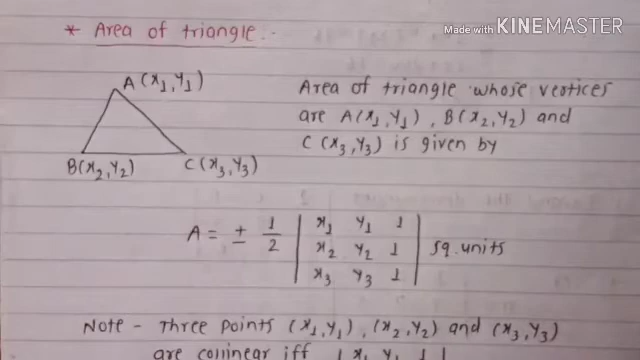 Made with KINEMASTER
* Area of triangle :-
A (x1, y1)
B(x2, y2) C(x3, y3)
Area of triangle whose vertices
are A(x1, y1), B(x2, y2) and
C (x3, y3) is given by
A = ± 1/2 | x1 y1 1 |
| x2 y2 1 | sq. units
| x3 y3 1 |
Note - Three points (x1, y1), (x2, y2) and (x3, y3)
are collinear iff | x1 y1 1 |